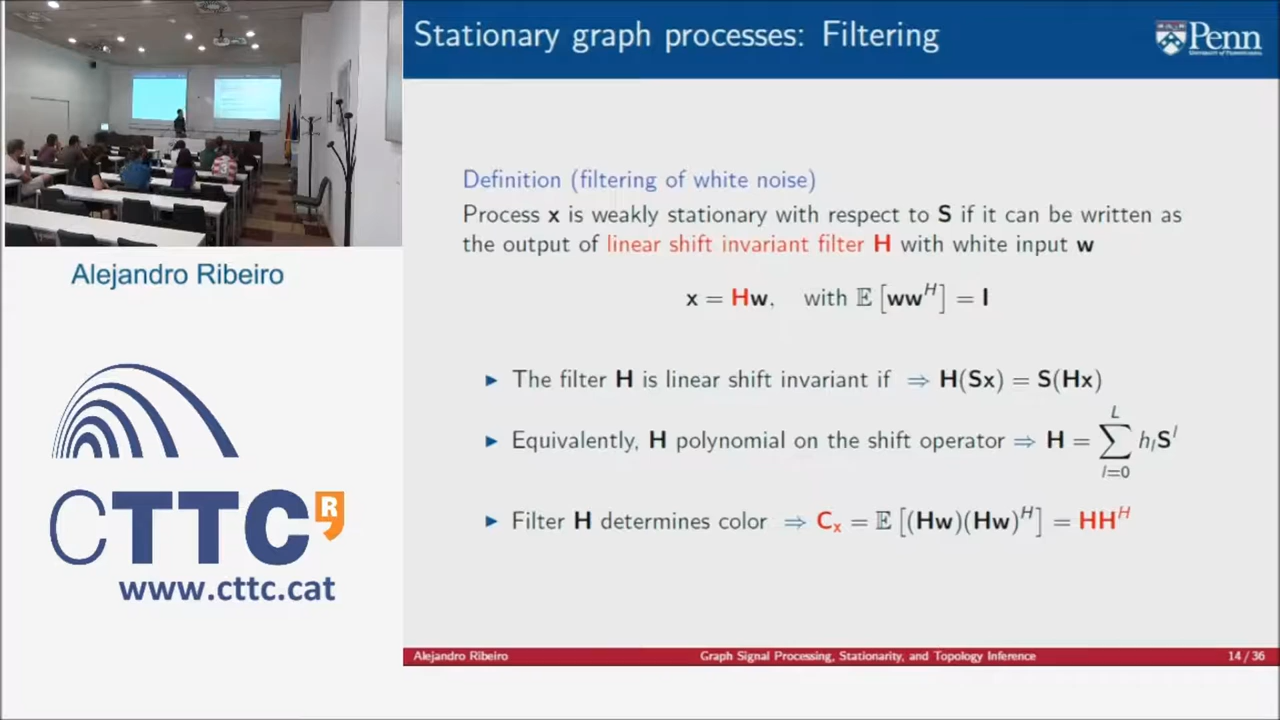 Stationary graph processes: Filtering
Penn
UNIVERSITY OF PENNSYLVANIA
Definition (filtering of white noise)
Process x is weakly stationary with respect to S if it can be written as
the output of linear shift invariant filter H with white input w
x = Hw, with 𝔼 [ww^H] = I
► The filter H is linear shift invariant if ⇒ H(Sx) = S(Hx)
► Equivalently, H polynomial on the shift operator ⇒ H = ∑_{l=0}^{L} h_l S^l
► Filter H determines color ⇒ C_x = 𝔼 [(Hw)(Hw)^H] = HH^H
Alejandro Ribeiro
CTTC R
www.cttc.cat
Alejandro Ribeiro Graph Signal Processing, Stationarity, and Topology Inference 14 / 36